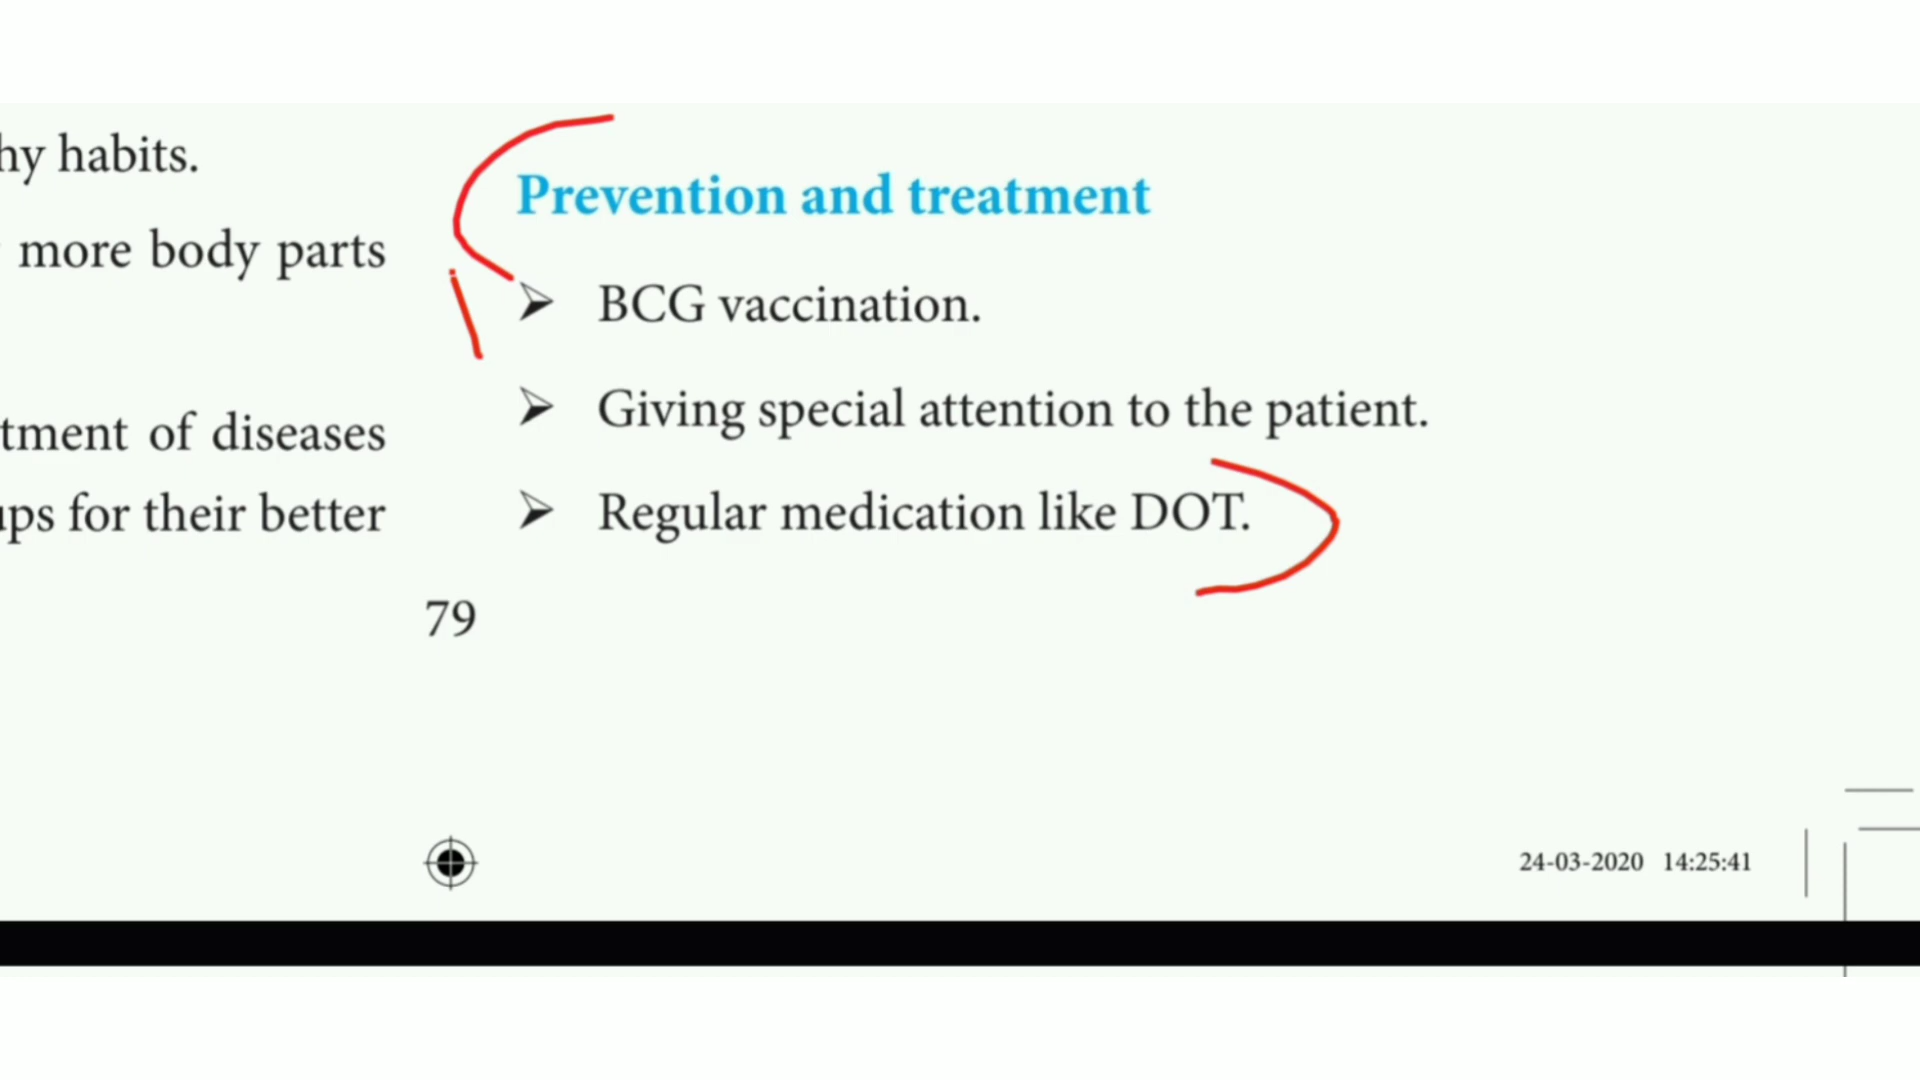 hy habits.
more body parts
tment of diseases
ups for their better
Prevention and treatment
BCG vaccination.
Giving special attention to the patient.
Regular medication like DOT.
79
24-03-2020 14:25:41